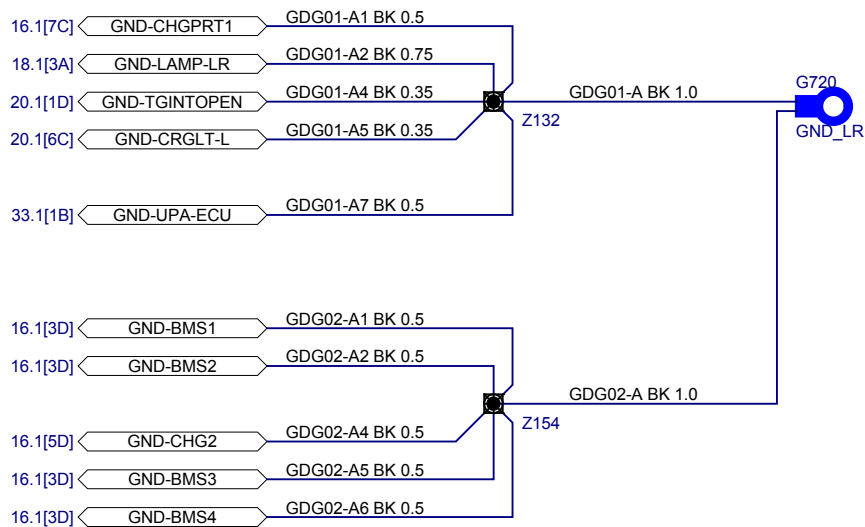 16.1[7C] GND-CHGPRT1 GDG01-A1 BK 0.5
18.1[3A] GND-LAMP-LR GDG01-A2 BK 0.75
20.1[1D] GND-TGINTOPEN GDG01-A4 BK 0.35
GDG01-A BK 1.0
G720
Z132
GND_LR
20.1[6C] GND-CRGLT-L GDG01-A5 BK 0.35
33.1[1B] GND-UPA-ECU GDG01-A7 BK 0.5
16.1[3D] GND-BMS1 GDG02-A1 BK 0.5
16.1[3D] GND-BMS2 GDG02-A2 BK 0.5
GDG02-A BK 1.0
Z154
16.1[5D] GND-CHG2 GDG02-A4 BK 0.5
16.1[3D] GND-BMS3 GDG02-A5 BK 0.5
16.1[3D] GND-BMS4 GDG02-A6 BK 0.5